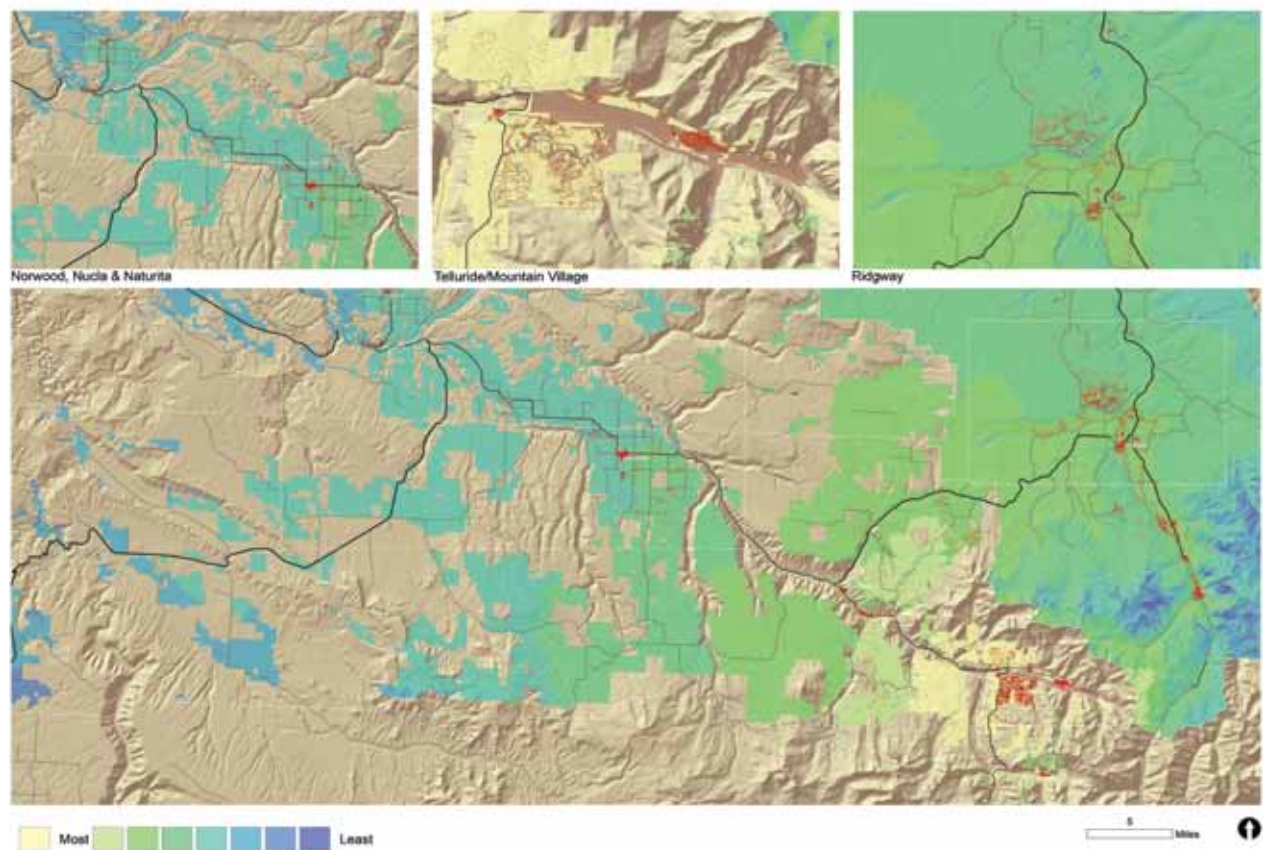 Norwood, Nucla & Naturita
Telluride/Mountain Village
Ridgway
Most
Least
5
Miles